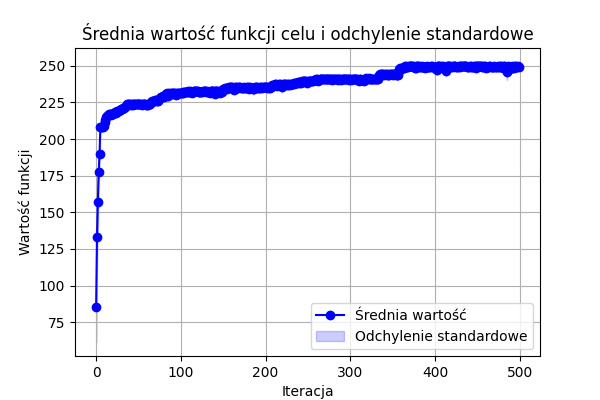 Średnia wartość funkcji celu i odchylenie standardowe
250
225
200
175
150
125
100
75
Wartość funkcji
0 100 200 300 400 500
Iteracja
Średnia wartość
Odchylenie standardowe